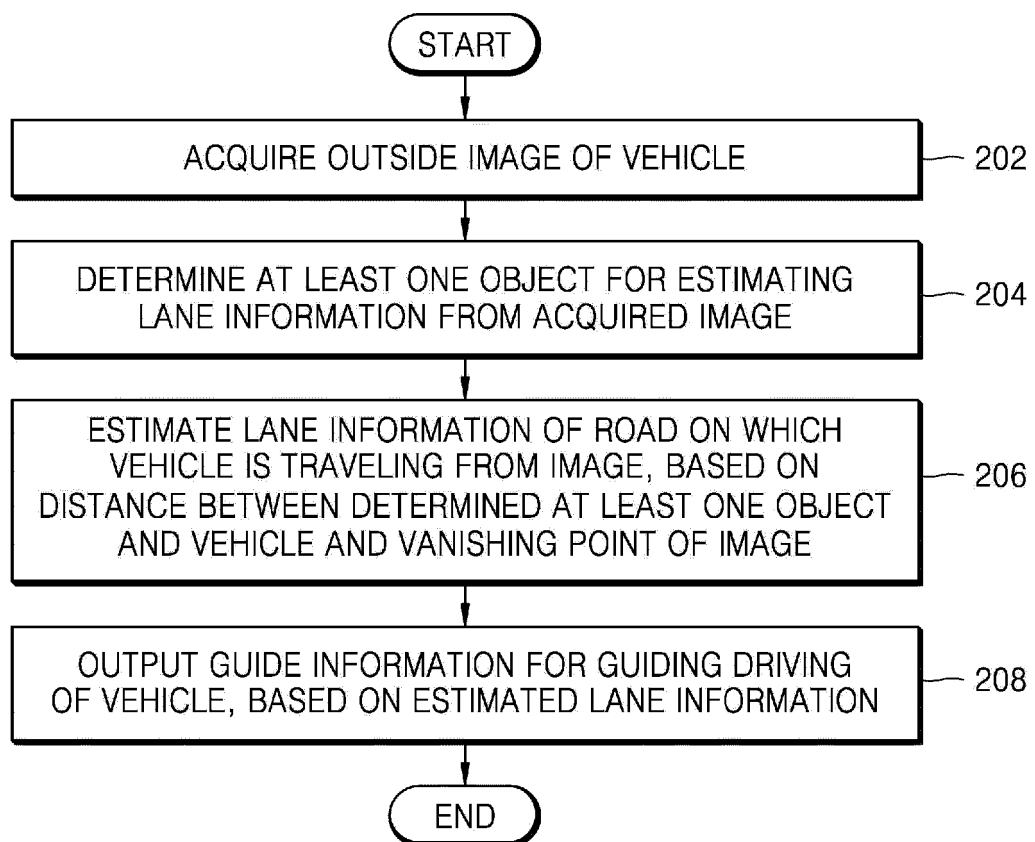 START
ACQUIRE OUTSIDE IMAGE OF VEHICLE
202
DETERMINE AT LEAST ONE OBJECT FOR ESTIMATING
LANE INFORMATION FROM ACQUIRED IMAGE
204
ESTIMATE LANE INFORMATION OF ROAD ON WHICH
VEHICLE IS TRAVELING FROM IMAGE, BASED ON
DISTANCE BETWEEN DETERMINED AT LEAST ONE OBJECT
AND VEHICLE AND VANISHING POINT OF IMAGE
206
OUTPUT GUIDE INFORMATION FOR GUIDING DRIVING
OF VEHICLE, BASED ON ESTIMATED LANE INFORMATION
208
END